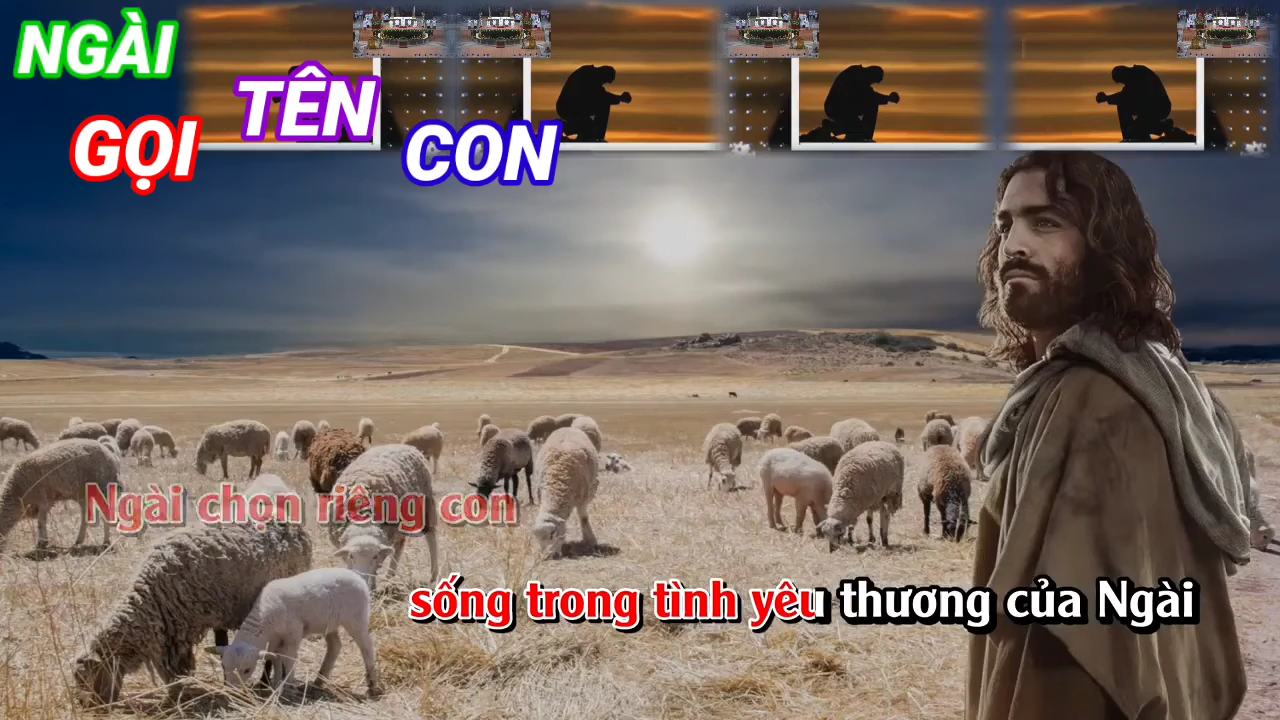 NGÀI
GỌI
TÊN
CON
Ngài chọn riêng con
sống trong tình yêu thương của Ngài